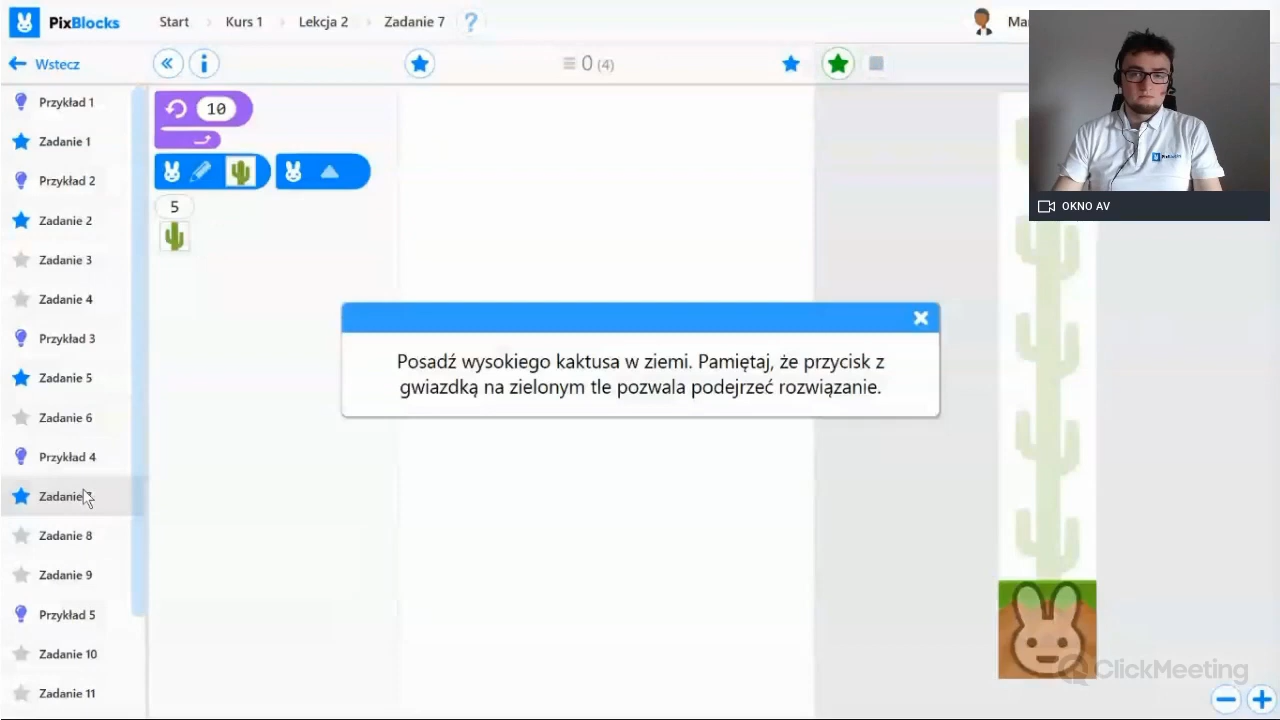 PixBlocks
Start
Kurs 1
Lekcja 2
Zadanie 7
?
Wstecz
0 (4)
Przykład 1
Zadanie 1
Przykład 2
Zadanie 2
Zadanie 3
Zadanie 4
Przykład 3
Zadanie 5
Zadanie 6
Przykład 4
Zadanie
Zadanie 8
Zadanie 9
Przykład 5
Zadanie 10
Zadanie 11
10
5
Posadź wysokiego kaktusa w ziemi. Pamiętaj, że przycisk z
gwiazdką na zielonym tle pozwala podejrzeć rozwiązanie.
OKNO AV
ClickMeeting